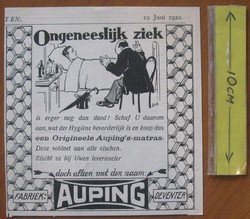 T EN.
19 Juni 1920.
Ongeneeslijk ziek
is erger nog dan dood! Schaf U daarom
aan, wat der Hygiëne bevorderlijk is en koop dus
een Origineele Auping's-matras.
Deze voldoet aan alle eischen.
Eischt ze bij Uwen leverancier
doch alleen met den naam:
FABRIEK: AUPING DEVENTER
10CM